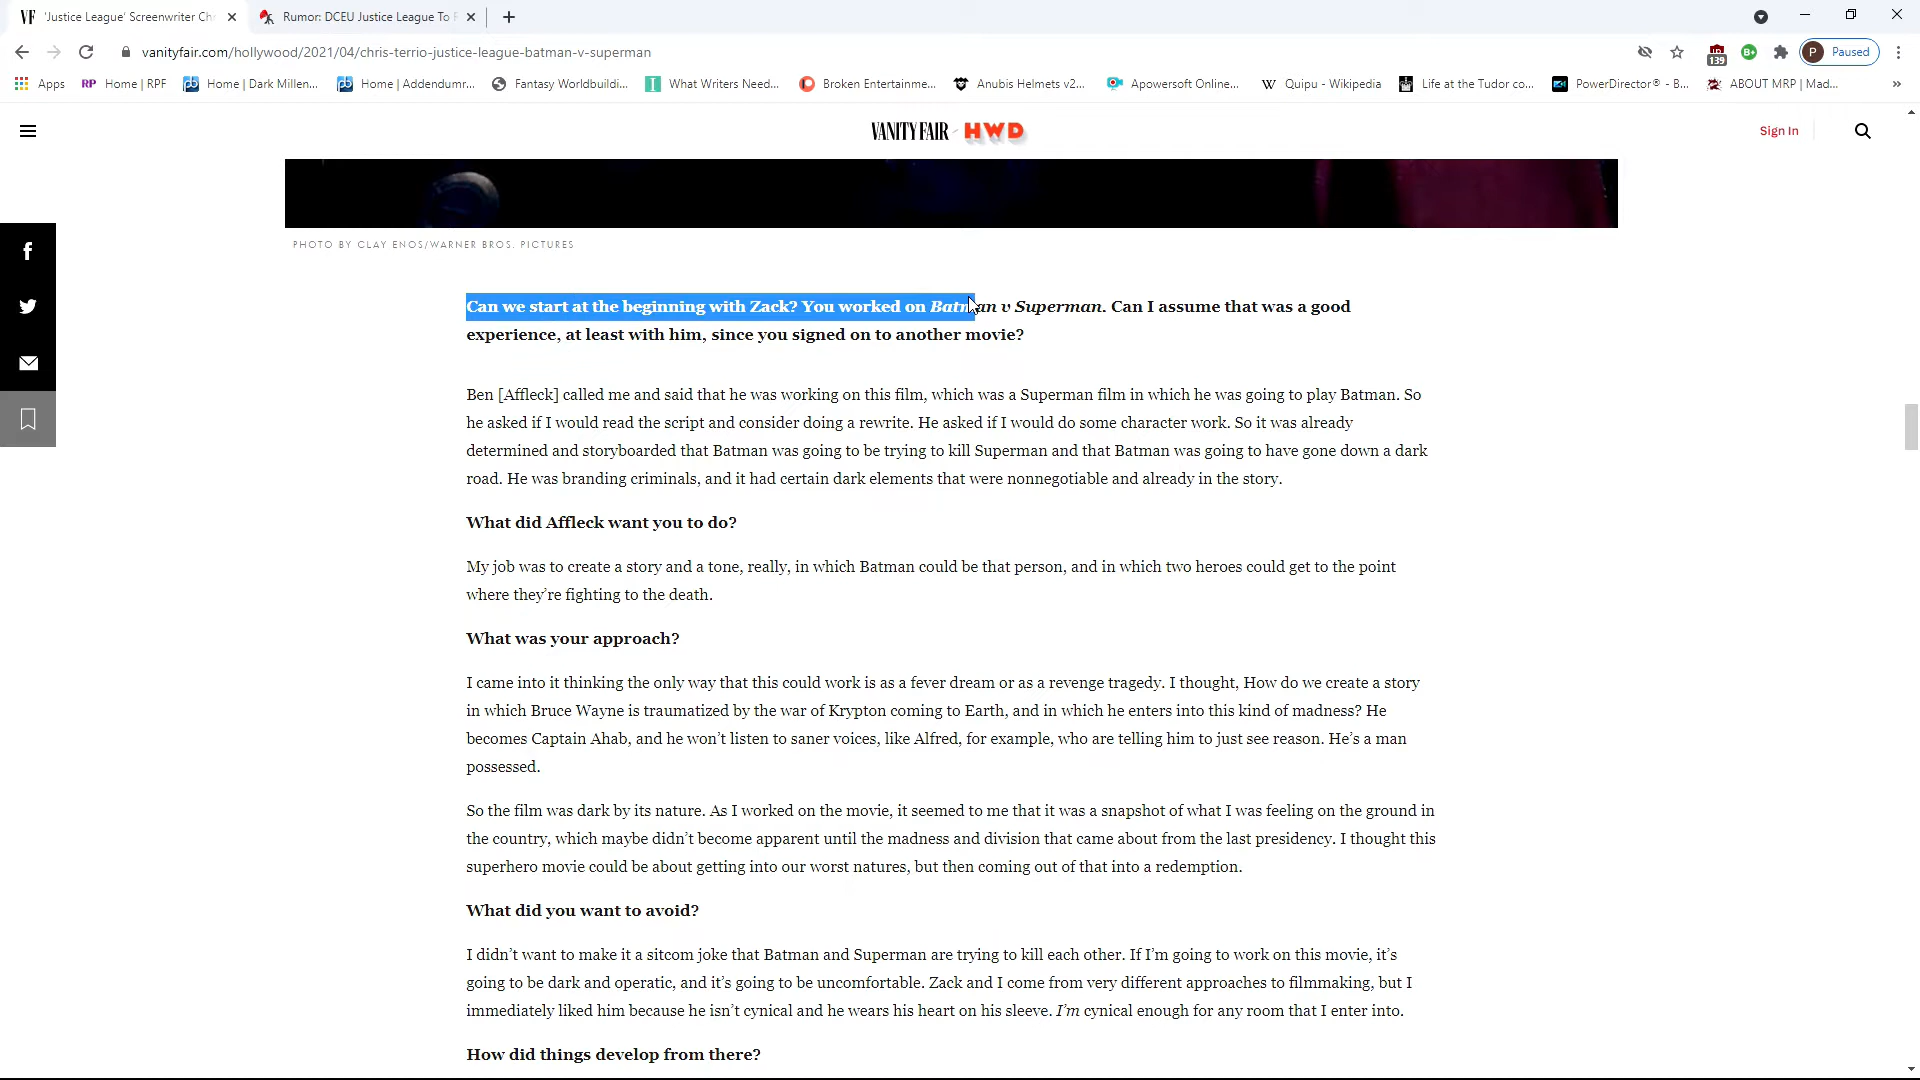 VF 'Justice League' Screenwriter Ch
Rumor: DCEU Justice League To F
vanityfair.com/hollywood/2021/04/chris-terrio-justice-league-batman-v-superman
139
B+
P Paused
Apps
RP Home | RPF
Home | Dark Millen...
Home | Addendumr...
Fantasy Worldbuildi...
What Writers Need...
Broken Entertainme...
Anubis Helmets v2...
Apowersoft Online...
W Quipu - Wikipedia
Life at the Tudor co...
PowerDirector® - B...
ABOUT MRP | Mad...
»
VANITY FAIR HWD
Sign In
PHOTO BY CLAY ENOS/WARNER BROS. PICTURES
Can we start at the beginning with Zack? You worked on Batman v Superman. Can I assume that was a good
experience, at least with him, since you signed on to another movie?
Ben [Affleck] called me and said that he was working on this film, which was a Superman film in which he was going to play Batman. So
he asked if I would read the script and consider doing a rewrite. He asked if I would do some character work. So it was already
determined and storyboarded that Batman was going to be trying to kill Superman and that Batman was going to have gone down a dark
road. He was branding criminals, and it had certain dark elements that were nonnegotiable and already in the story.
What did Affleck want you to do?
My job was to create a story and a tone, really, in which Batman could be that person, and in which two heroes could get to the point
where they're fighting to the death.
What was your approach?
I came into it thinking the only way that this could work is as a fever dream or as a revenge tragedy. I thought, How do we create a story
in which Bruce Wayne is traumatized by the war of Krypton coming to Earth, and in which he enters into this kind of madness? He
becomes Captain Ahab, and he won't listen to saner voices, like Alfred, for example, who are telling him to just see reason. He's a man
possessed.
So the film was dark by its nature. As I worked on the movie, it seemed to me that it was a snapshot of what I was feeling on the ground in
the country, which maybe didn't become apparent until the madness and division that came about from the last presidency. I thought this
superhero movie could be about getting into our worst natures, but then coming out of that into a redemption.
What did you want to avoid?
I didn't want to make it a sitcom joke that Batman and Superman are trying to kill each other. If I'm going to work on this movie, it's
going to be dark and operatic, and it's going to be uncomfortable. Zack and I come from very different approaches to filmmaking, but I
immediately liked him because he isn't cynical and he wears his heart on his sleeve. I'm cynical enough for any room that I enter into.
How did things develop from there?